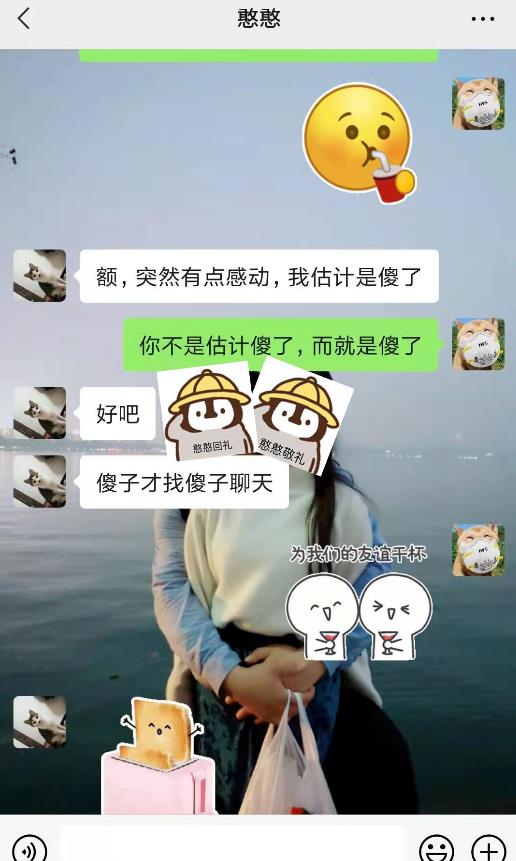 憨憨
额，突然有点感动，我估计是傻了
你不是估计傻了，而就是傻了
好吧
憨憨回礼
憨憨敬礼
傻子才找傻子聊天
为我们的友谊干杯